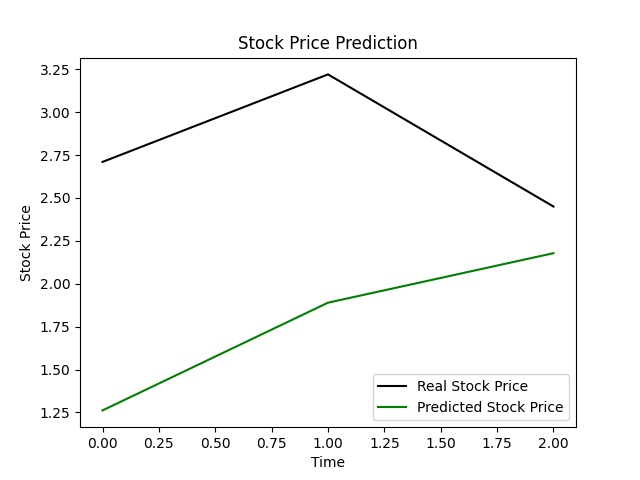 Stock Price Prediction
3.25
3.00
2.75
2.50
2.25
2.00
1.75
1.50
1.25
Stock Price
Real Stock Price
Predicted Stock Price
0.00 0.25 0.50 0.75 1.00 1.25 1.50 1.75 2.00
Time